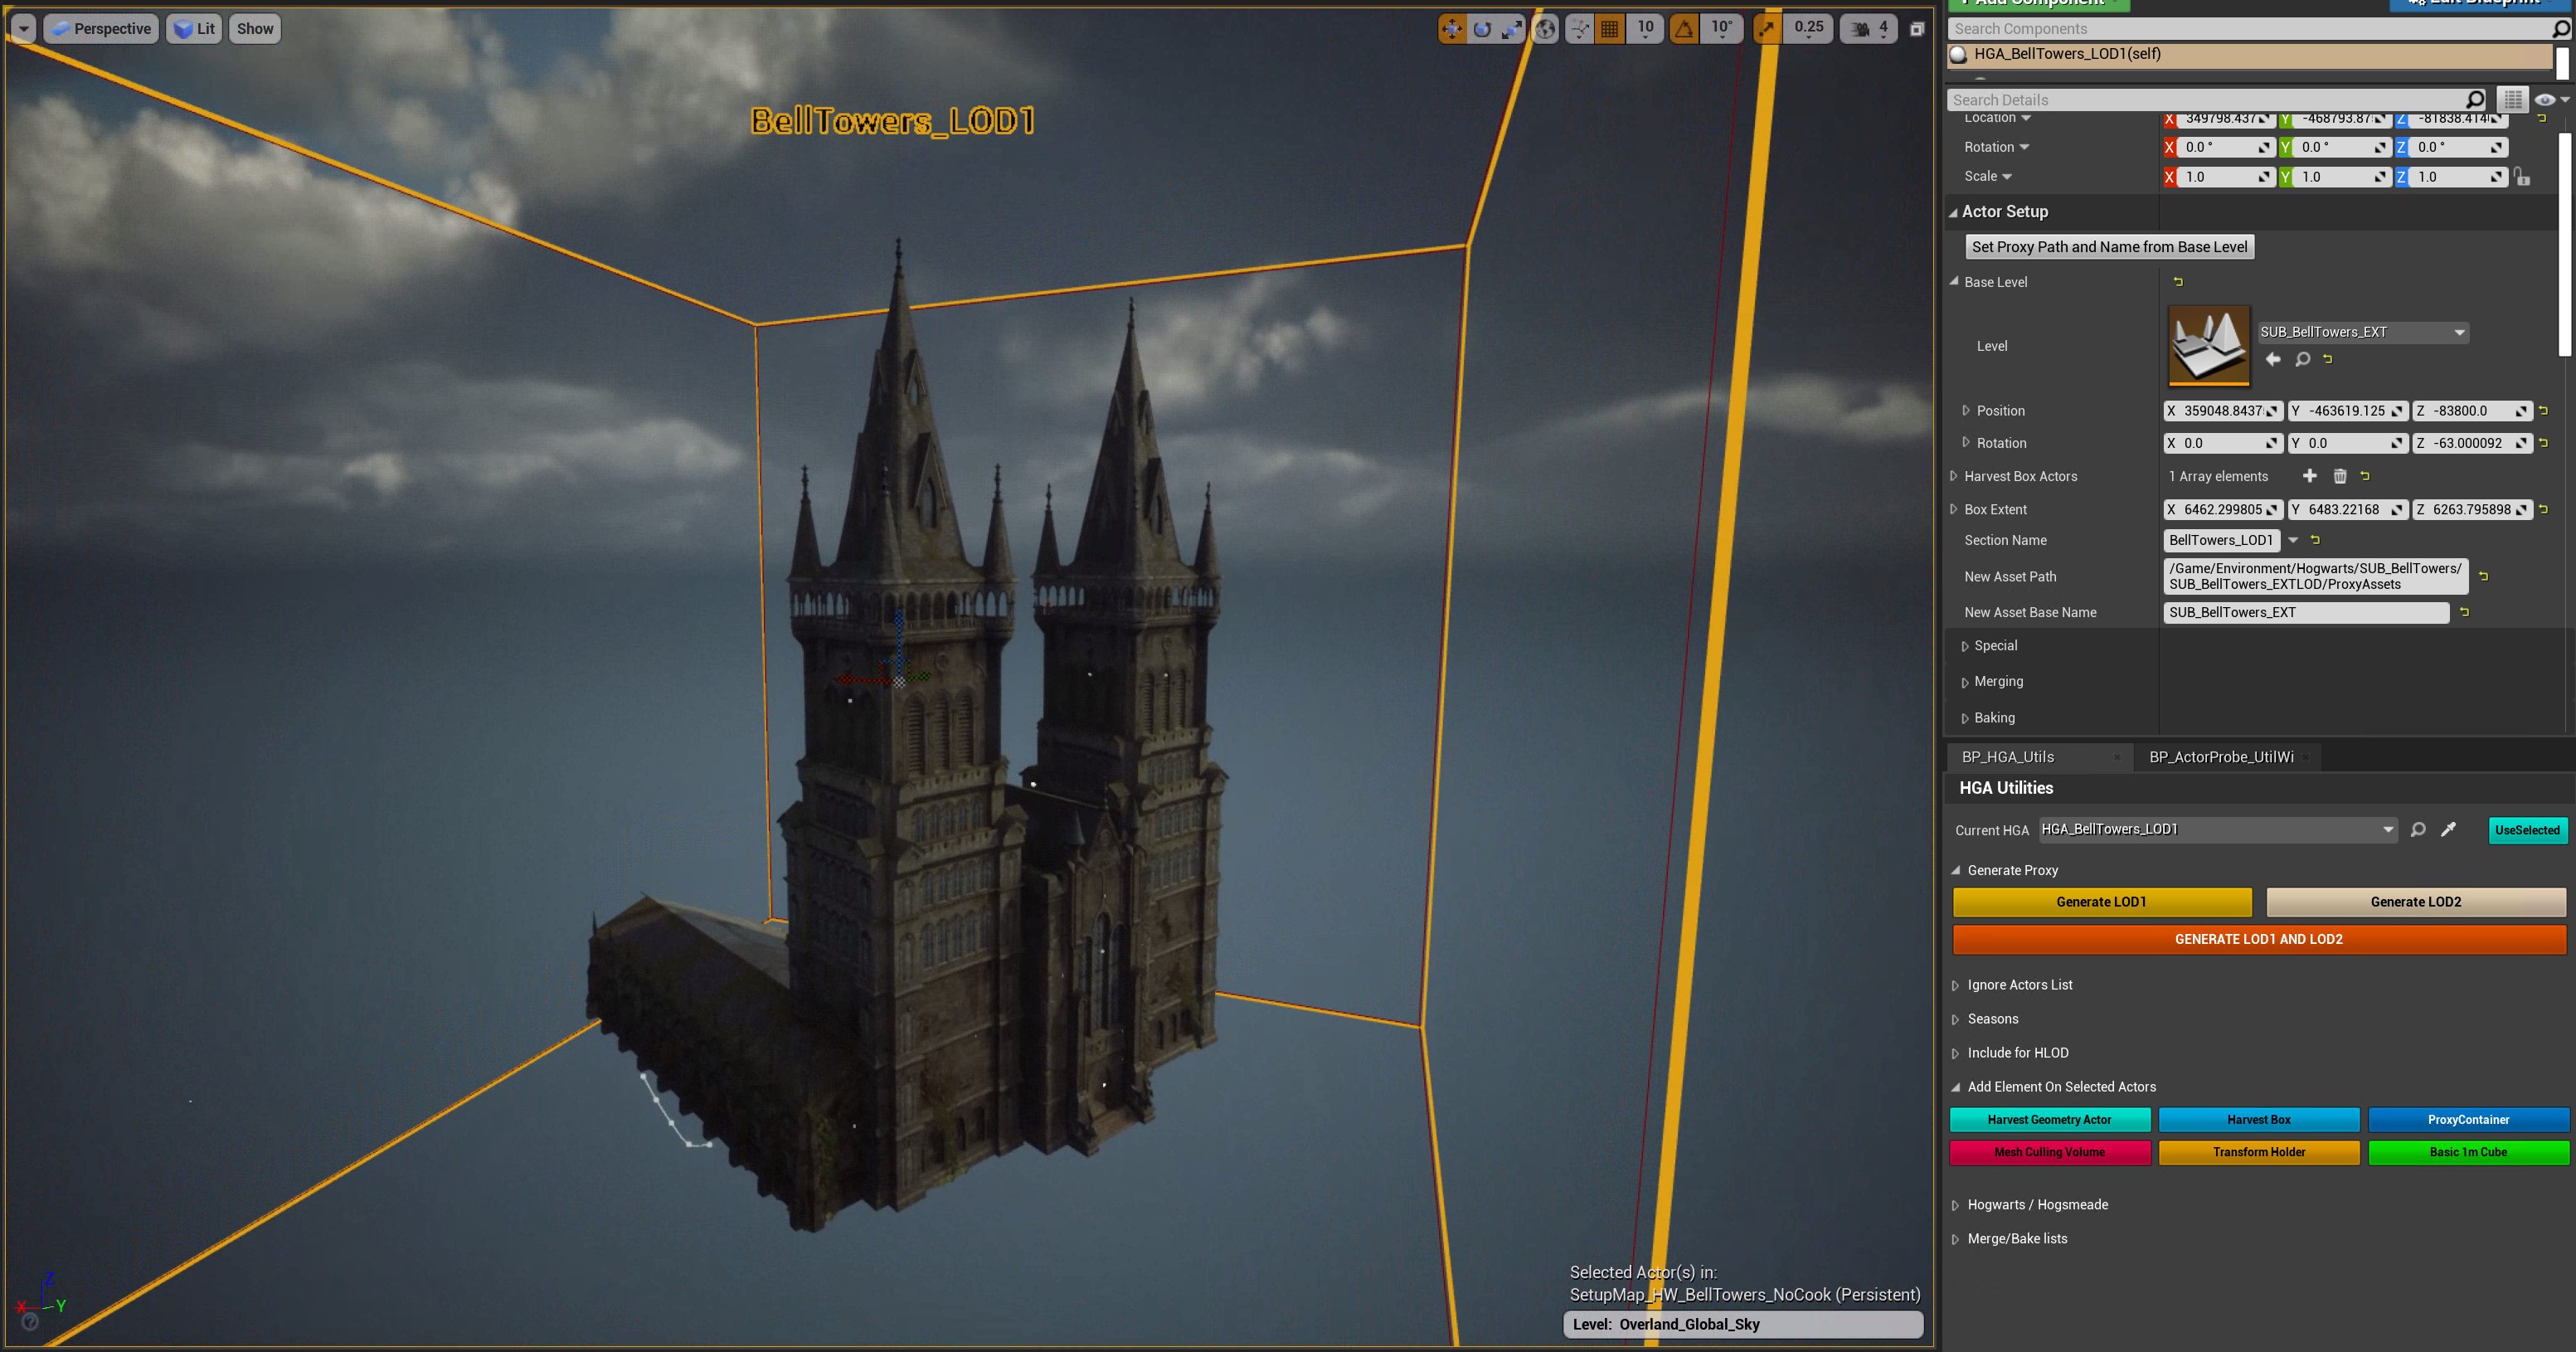 Perspective
Lit
Show
10
10°
0.25
4
BellTowers_LOD1
Z
X
Y
Selected Actor(s) in:
SetupMap_HW_BellTowers_NoCook (Persistent)
Level: Overland_Global_Sky
+ Add Component
Edit Blueprint
Search Components
HGA_BellTowers_LOD1(self)
Search Details
Location X 349798.437 Y -468793.87 Z -81838.414
Rotation X 0.0 ° Y 0.0 ° Z 0.0 °
Scale X 1.0 Y 1.0 Z 1.0
Actor Setup
Set Proxy Path and Name from Base Level
Base Level
Level
SUB_BellTowers_EXT
Position X 359048.8437 Y -463619.125 Z -83800.0
Rotation X 0.0 Y 0.0 Z -63.000092
Harvest Box Actors 1 Array elements
Box Extent X 6462.299805 Y 6483.22168 Z 6263.795898
Section Name BellTowers_LOD1
New Asset Path /Game/Environment/Hogwarts/SUB_BellTowers/
SUB_BellTowers_EXTLOD/ProxyAssets
New Asset Base Name SUB_BellTowers_EXT
Special
Merging
Baking
BP_HGA_Utils
BP_ActorProbe_UtilWi
HGA Utilities
Current HGA HGA_BellTowers_LOD1 UseSelected
Generate Proxy
Generate LOD1 Generate LOD2
GENERATE LOD1 AND LOD2
Ignore Actors List
Seasons
Include for HLOD
Add Element On Selected Actors
Harvest Geometry Actor Harvest Box ProxyContainer
Mesh Culling Volume Transform Holder Basic 1m Cube
Hogwarts / Hogsmeade
Merge/Bake lists